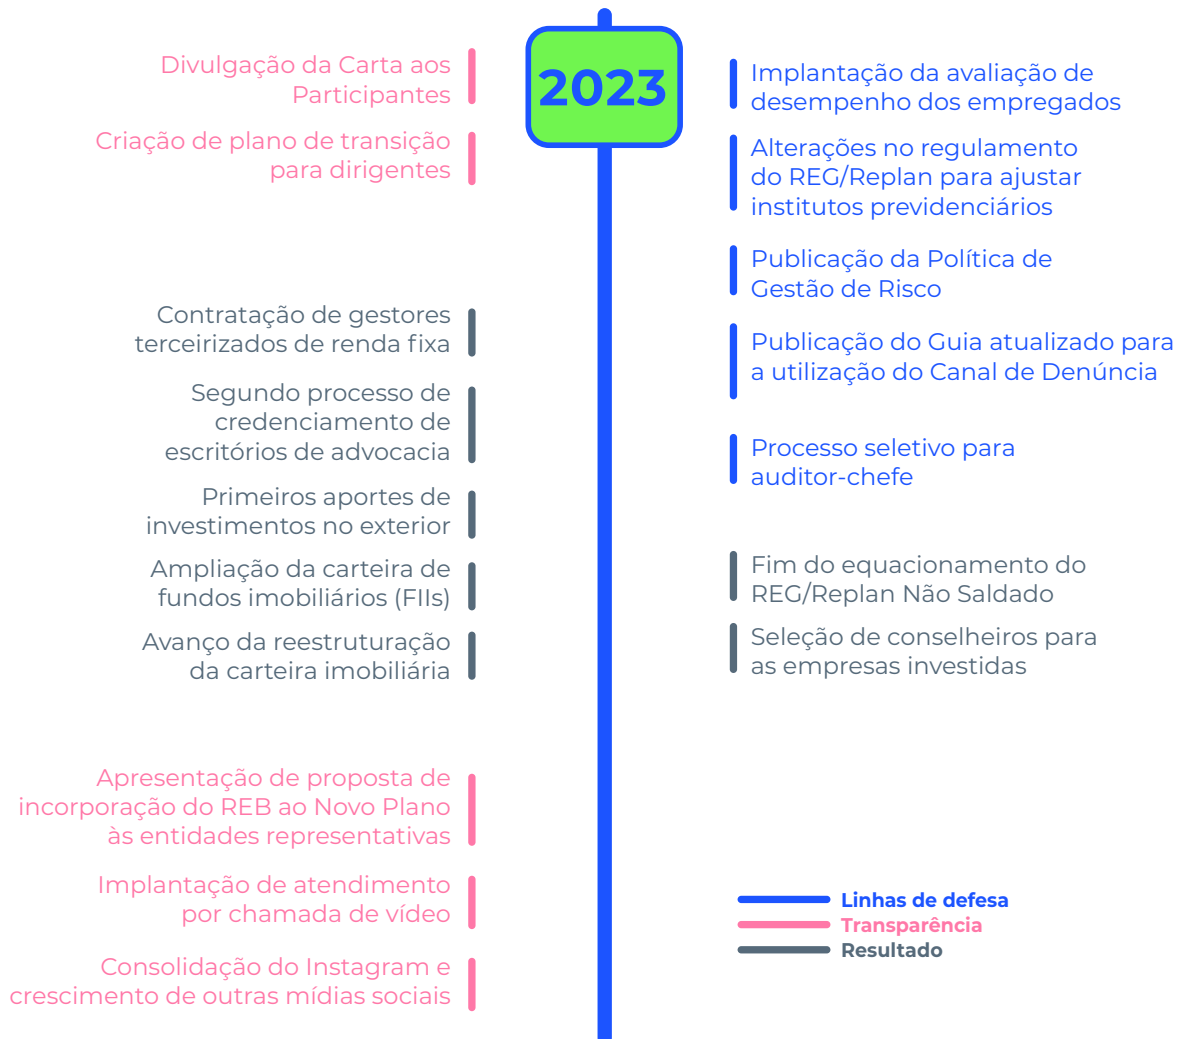 2023
Divulgação da Carta aos
Participantes
Criação de plano de transição
para dirigentes
Contratação de gestores
terceirizados de renda fixa
Segundo processo de
credenciamento de
escritórios de advocacia
Primeiros aportes de
investimentos no exterior
Ampliação da carteira de
fundos imobiliários (FIIs)
Avanço da reestruturação
da carteira imobiliária
Apresentação de proposta de
incorporação do REB ao Novo Plano
às entidades representativas
Implantação de atendimento
por chamada de vídeo
Consolidação do Instagram e
crescimento de outras mídias sociais
Implantação da avaliação de
desempenho dos empregados
Alterações no regulamento
do REG/Replan para ajustar
institutos previdenciários
Publicação da Política de
Gestão de Risco
Publicação do Guia atualizado para
a utilização do Canal de Denúncia
Processo seletivo para
auditor-chefe
Fim do equacionamento do
REG/Replan Não Saldado
Seleção de conselheiros para
as empresas investidas
Linhas de defesa
Transparência
Resultado